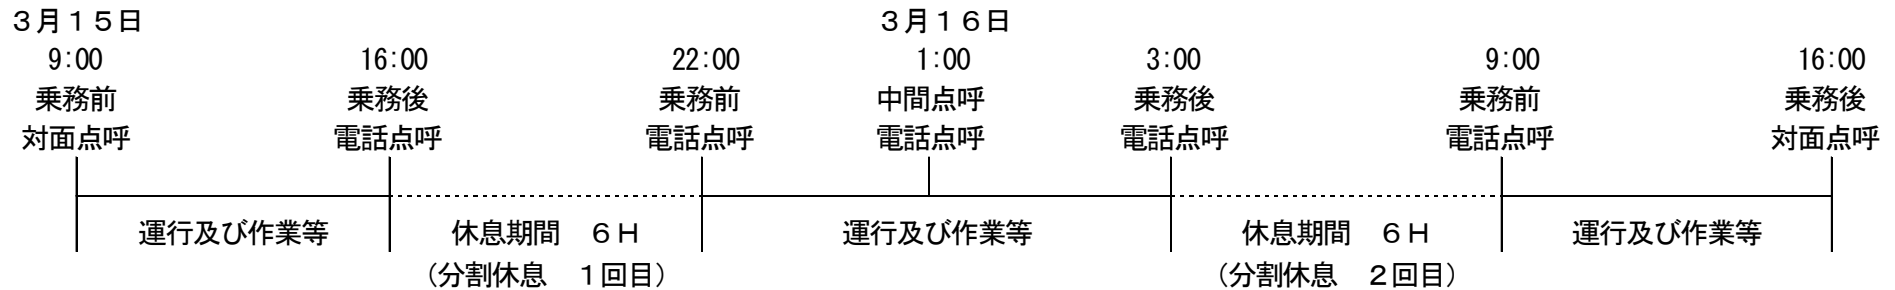 ３月１５日 ３月１６日
9:00 16:00 22:00 1:00 3:00 9:00 16:00
乗務前 乗務後 乗務前 中間点呼 乗務後 乗務前 乗務後
対面点呼 電話点呼 電話点呼 電話点呼 電話点呼 電話点呼 対面点呼
運行及び作業等 休息期間　６Ｈ 運行及び作業等 休息期間　６Ｈ 運行及び作業等
（分割休息　１回目） （分割休息　２回目）